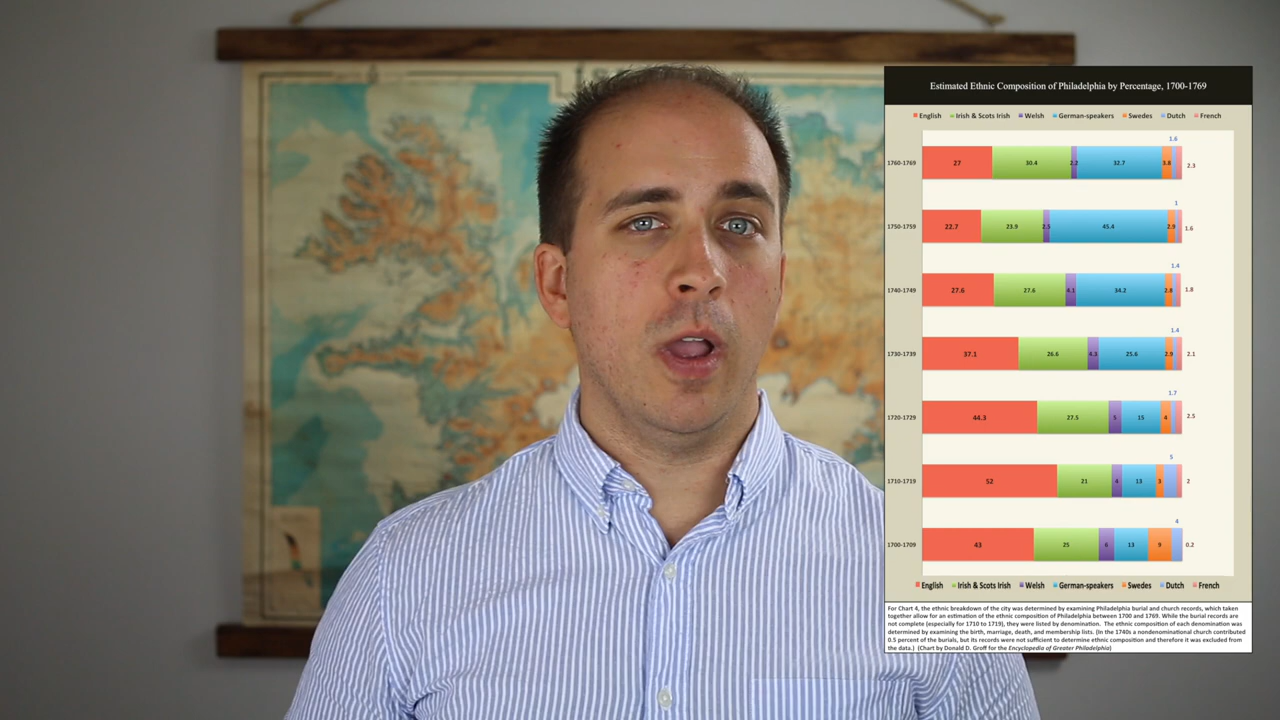 Estimated Ethnic Composition of Philadelphia by Percentage, 1700-1769
English Irish & Scots Irish Welsh German-speakers Swedes Dutch French
1.6
1760-1769 27 30.4 2.2 32.7 3.8 2.3
1
1750-1759 22.7 23.9 2.5 45.4 2.9 1.6
1.4
1740-1749 27.6 27.6 4.1 34.2 2.8 1.8
1.4
1730-1739 37.1 26.6 4.3 25.6 2.9 2.1
1.7
1720-1729 44.3 27.5 5 15 4 2.5
5
1710-1719 52 21 4 13 3 2
4
1700-1709 43 25 6 13 9 0.2
English Irish & Scots Irish Welsh German-speakers Swedes Dutch French
For Chart 4, the ethnic breakdown of the city was determined by examining Philadelphia burial and church records, which taken
together allow for an estimation of the ethnic composition of Philadelphia between 1700 and 1769. While the burial records are
not complete (especially for 1710 to 1719), they were listed by denomination. The ethnic composition of each denomination was
determined by examining the birth, marriage, death, and membership lists. (In the 1740s a nondenominational church contributed
0.5 percent of the burials, but its records were not sufficient to determine ethnic composition and therefore it was excluded from
the data.) (Chart by Donald D. Groff for the Encyclopedia of Greater Philadelphia)